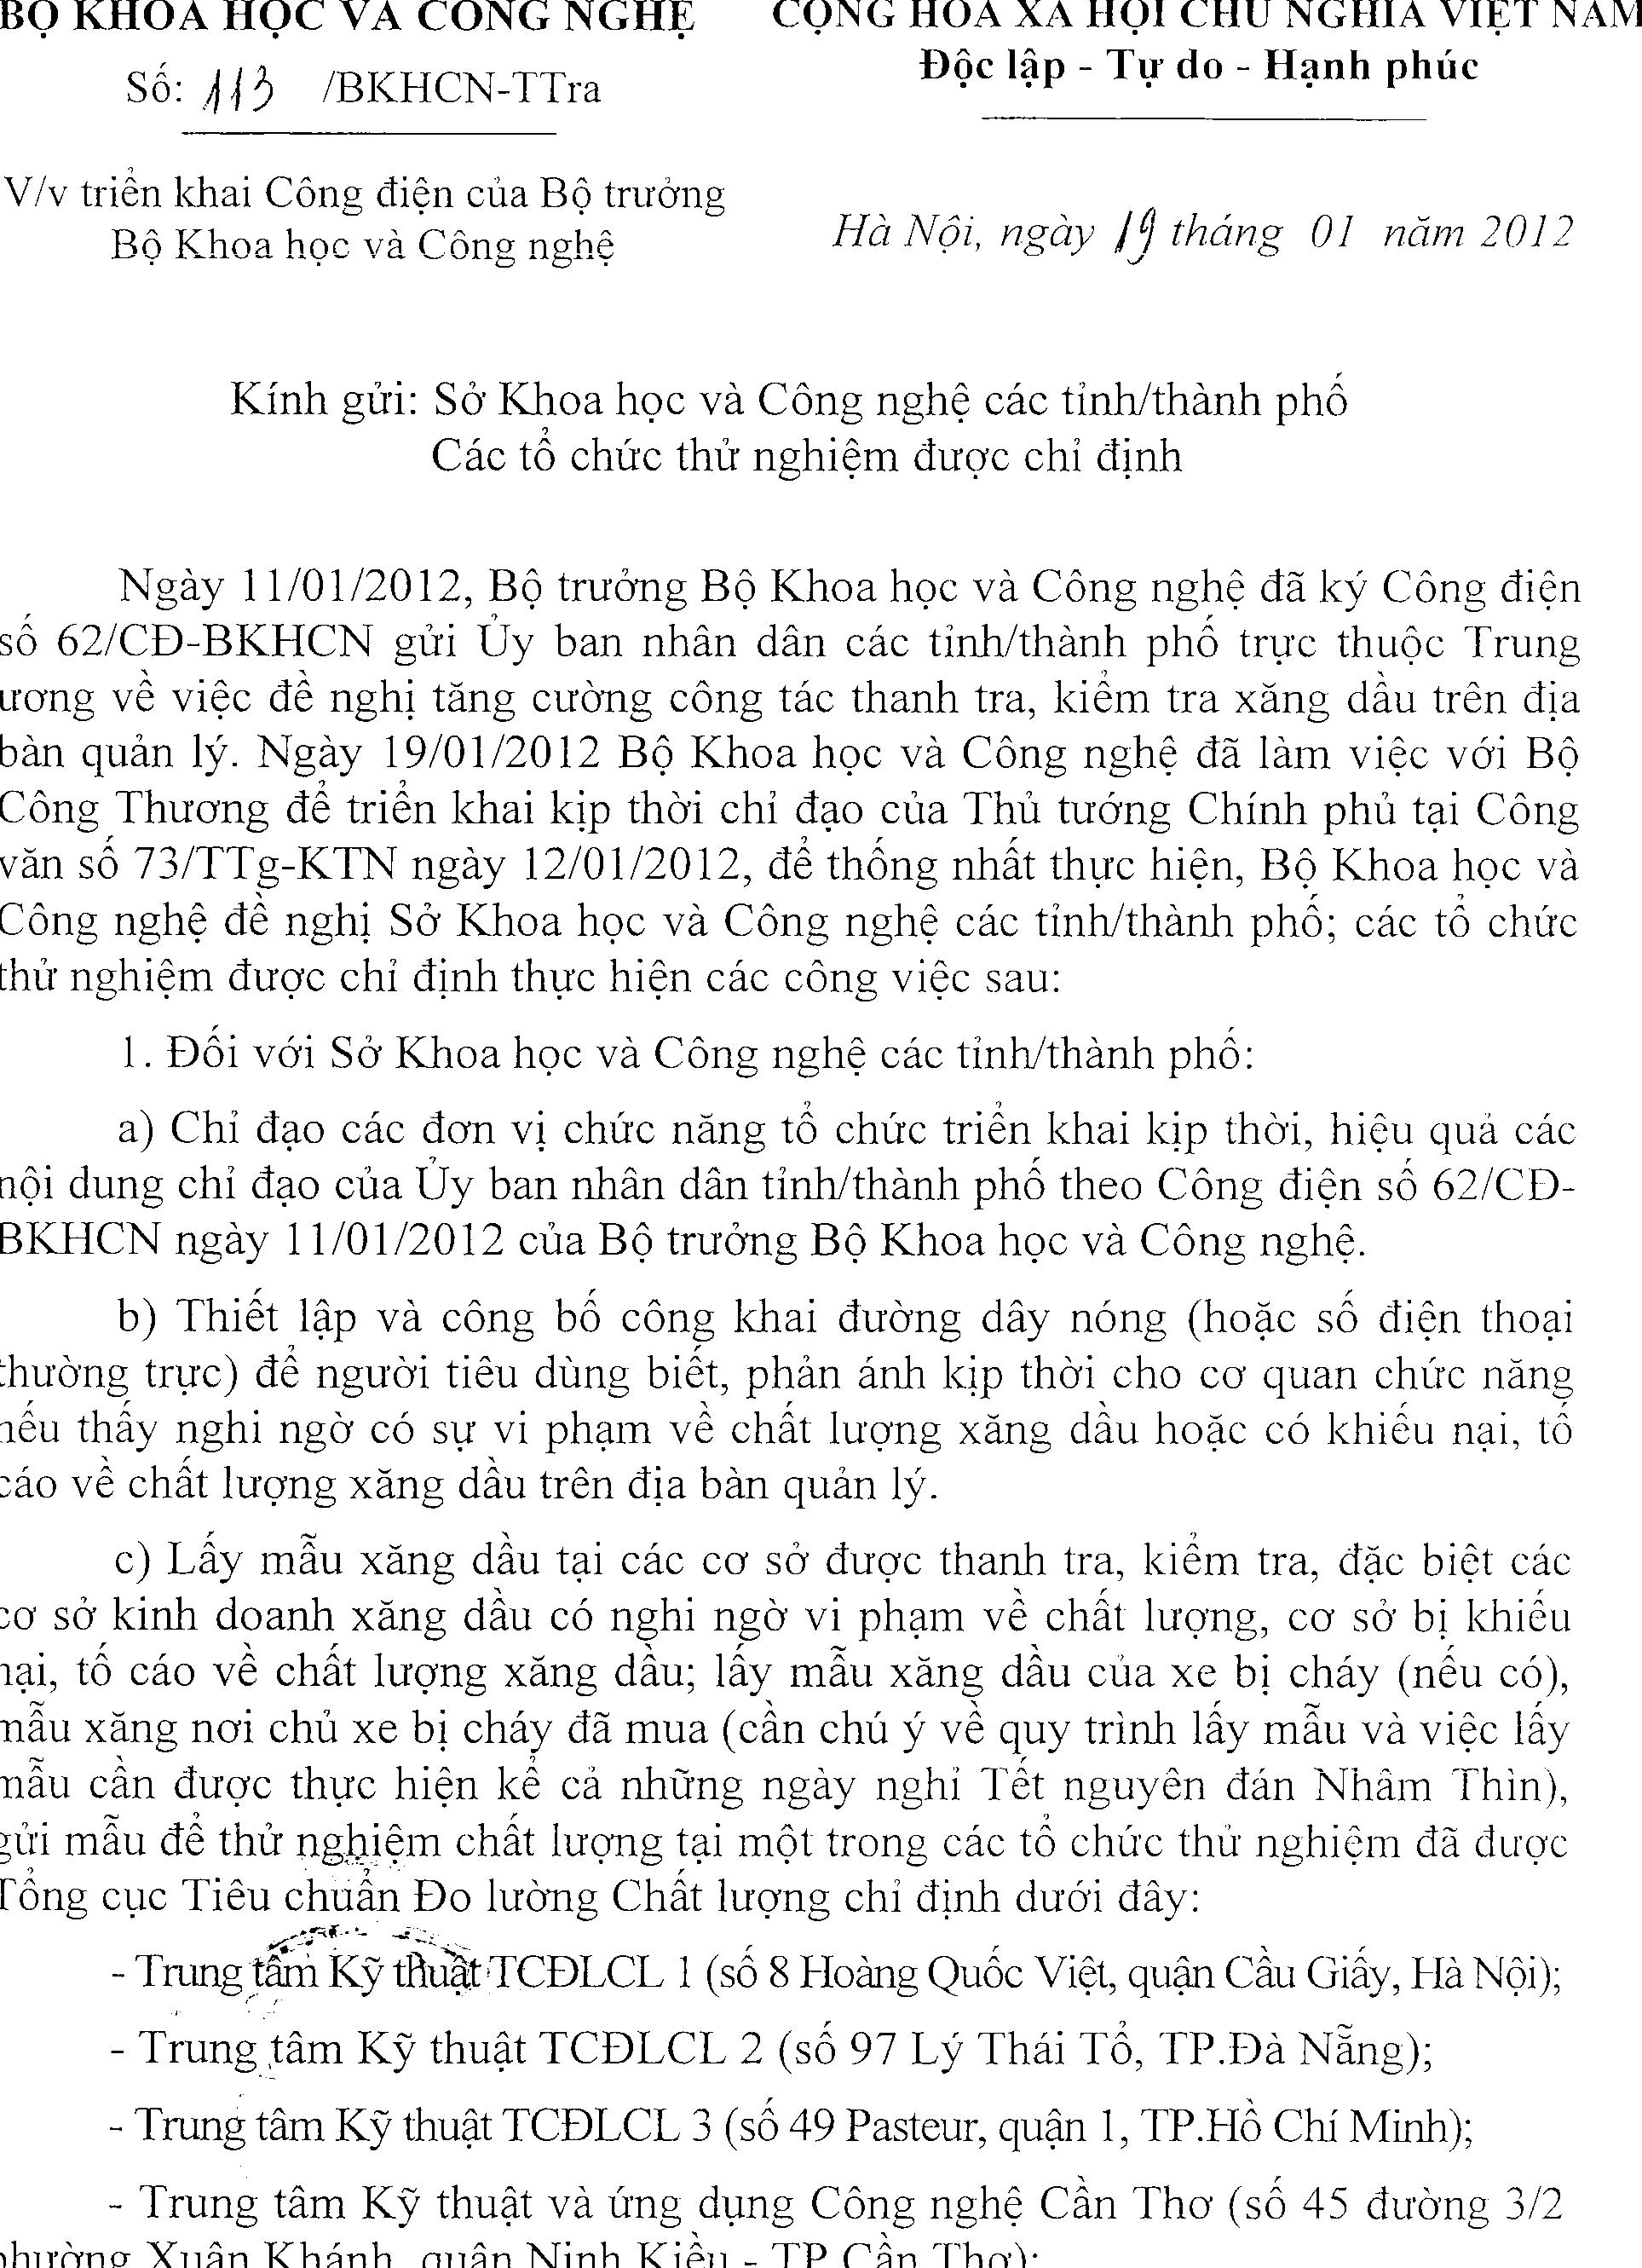 BỘ KHOA HỌC VÀ CÔNG NGHỆ
CỘNG HÒA XÃ HỘI CHỦ NGHĨA VIỆT NAM
Độc lập - Tự do - Hạnh phúc
Số: 113 /BKHCN-TTra
V/v triển khai Công điện của Bộ trưởng
Bộ Khoa học và Công nghệ
Hà Nội, ngày 19 tháng 01 năm 2012
Kính gửi: Sở Khoa học và Công nghệ các tỉnh/thành phố
Các tổ chức thử nghiệm được chỉ định
Ngày 11/01/2012, Bộ trưởng Bộ Khoa học và Công nghệ đã ký Công điện
số 62/CĐ-BKHCN gửi Ủy ban nhân dân các tỉnh/thành phố trực thuộc Trung
ương về việc đề nghị tăng cường công tác thanh tra, kiểm tra xăng dầu trên địa
bàn quản lý. Ngày 19/01/2012 Bộ Khoa học và Công nghệ đã làm việc với Bộ
Công Thương để triển khai kịp thời chỉ đạo của Thủ tướng Chính phủ tại Công
văn số 73/TTg-KTN ngày 12/01/2012, để thống nhất thực hiện, Bộ Khoa học và
Công nghệ đề nghị Sở Khoa học và Công nghệ các tỉnh/thành phố; các tổ chức
thử nghiệm được chỉ định thực hiện các công việc sau:
1. Đối với Sở Khoa học và Công nghệ các tỉnh/thành phố:
a) Chỉ đạo các đơn vị chức năng tổ chức triển khai kịp thời, hiệu quả các
nội dung chỉ đạo của Ủy ban nhân dân tỉnh/thành phố theo Công điện số 62/CĐ-
BKHCN ngày 11/01/2012 của Bộ trưởng Bộ Khoa học và Công nghệ.
b) Thiết lập và công bố công khai đường dây nóng (hoặc số điện thoại
thường trực) để người tiêu dùng biết, phản ánh kịp thời cho cơ quan chức năng
nếu thấy nghi ngờ có sự vi phạm về chất lượng xăng dầu hoặc có khiếu nại, tố
cáo về chất lượng xăng dầu trên địa bàn quản lý.
c) Lấy mẫu xăng dầu tại các cơ sở được thanh tra, kiểm tra, đặc biệt các
cơ sở kinh doanh xăng dầu có nghi ngờ vi phạm về chất lượng, cơ sở bị khiếu
nại, tố cáo về chất lượng xăng dầu; lấy mẫu xăng dầu của xe bị cháy (nếu có),
mẫu xăng nơi chủ xe bị cháy đã mua (cần chú ý về quy trình lấy mẫu và việc lấy
mẫu cần được thực hiện kể cả những ngày nghỉ Tết nguyên đán Nhâm Thìn),
gửi mẫu để thử nghiệm chất lượng tại một trong các tổ chức thử nghiệm đã được
Tổng cục Tiêu chuẩn Đo lường Chất lượng chỉ định dưới đây:
- Trung tâm Kỹ thuật TCĐLCL 1 (số 8 Hoàng Quốc Việt, quận Cầu Giấy, Hà Nội);
- Trung tâm Kỹ thuật TCĐLCL 2 (số 97 Lý Thái Tổ, TP.Đà Nẵng);
- Trung tâm Kỹ thuật TCĐLCL 3 (số 49 Pasteur, quận 1, TP.Hồ Chí Minh);
- Trung tâm Kỹ thuật và ứng dụng Công nghệ Cần Thơ (số 45 đường 3/2
phường Xuân Khánh, quận Ninh Kiều - TP Cần Thơ);